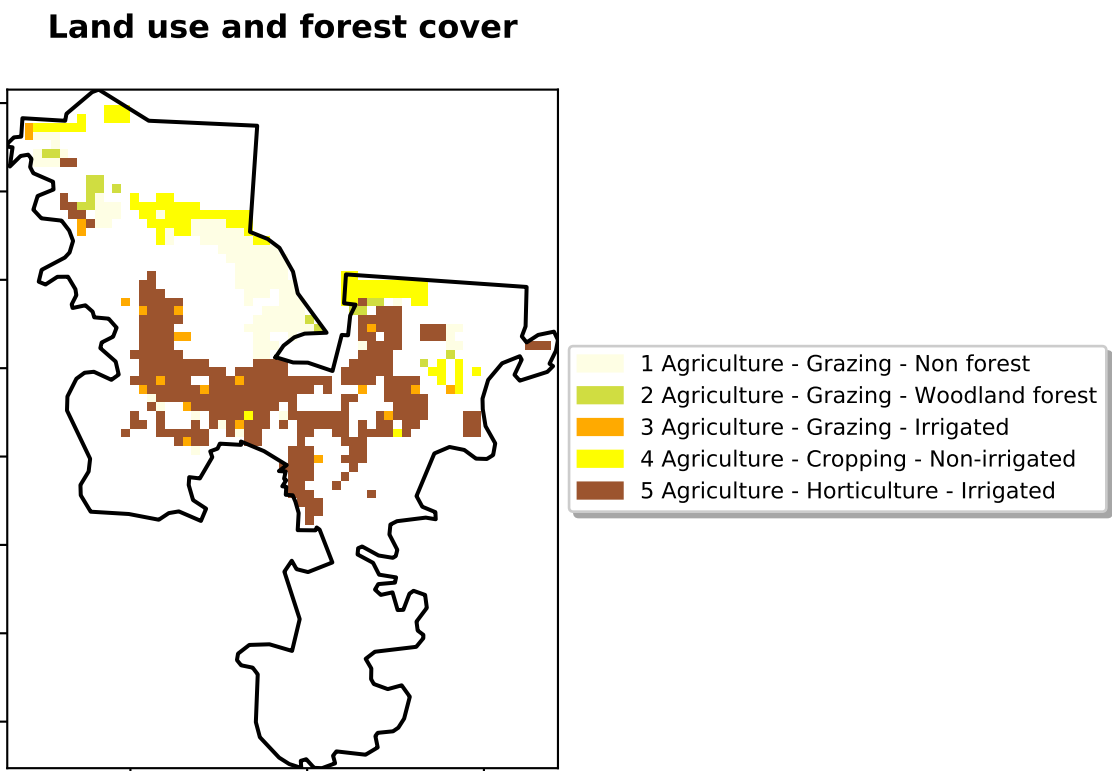 Land use and forest cover
1 Agriculture - Grazing - Non forest
2 Agriculture - Grazing - Woodland forest
3 Agriculture - Grazing - Irrigated
4 Agriculture - Cropping - Non-irrigated
5 Agriculture - Horticulture - Irrigated